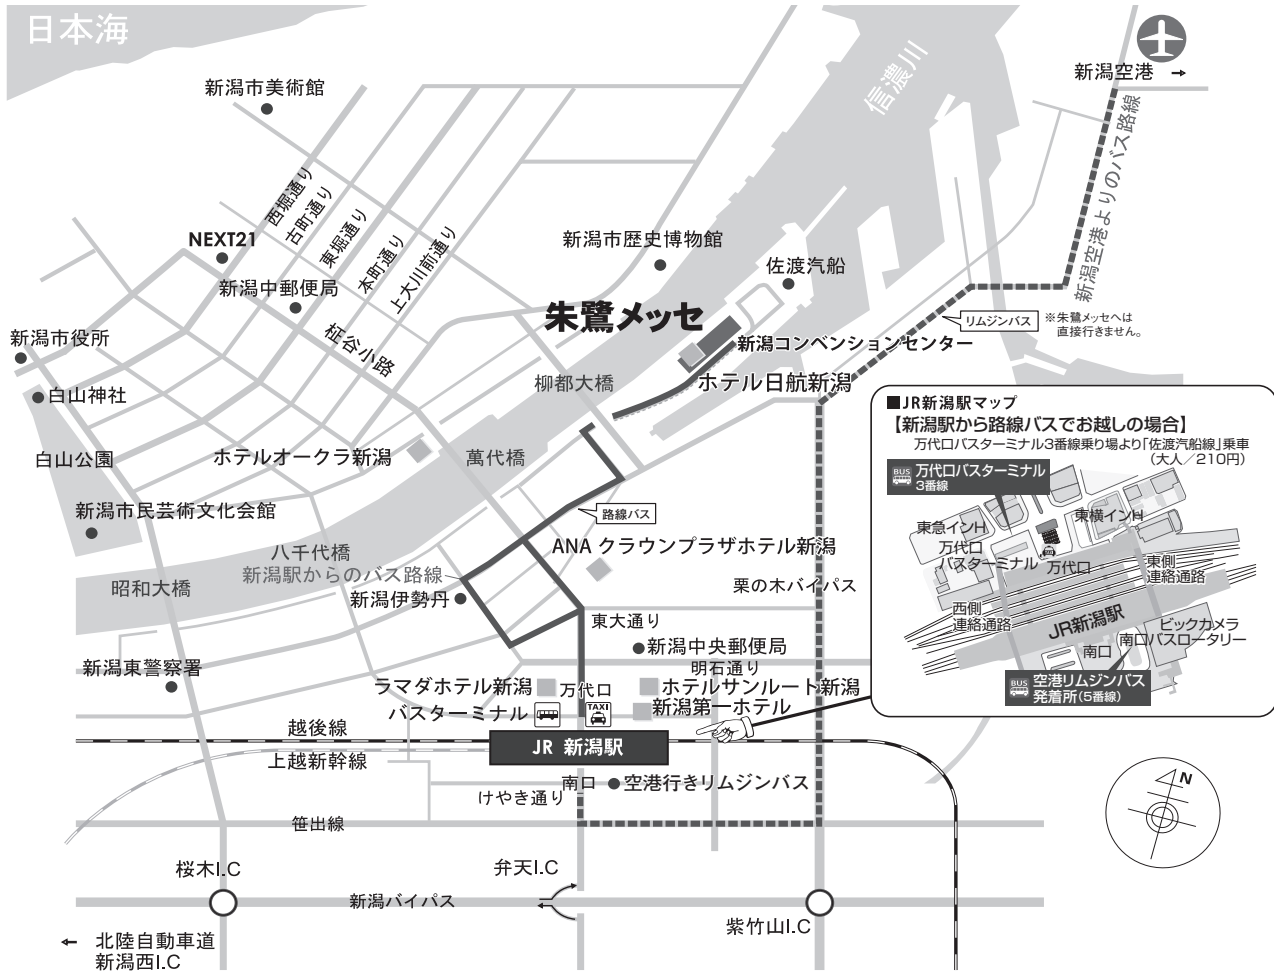 日本海
新潟空港 →
信濃川
新潟市美術館
新潟空港よりのバス路線
西堀通り
古町通り
東堀通り
本町通り
上大川前通り
NEXT21
新潟市歴史博物館
佐渡汽船
新潟中郵便局
朱鷺メッセ
リムジンバス
※朱鷺メッセへは
直接行きません。
新潟市役所
柾谷小路
新潟コンベンションセンター
白山神社
柳都大橋
ホテル日航新潟
白山公園
ホテルオークラ新潟
萬代橋
新潟市民芸術文化会館
路線バス
八千代橋
ANA クラウンプラザホテル新潟
新潟駅からのバス路線
昭和大橋
新潟伊勢丹
栗の木バイパス
東大通り
新潟中央郵便局
明石通り
新潟東警察署
ラマダホテル新潟
万代口
ホテルサンルート新潟
バスターミナル
TAXI
新潟第一ホテル
越後線
JR 新潟駅
上越新幹線
南口
空港行きリムジンバス
けやき通り
笹出線
桜木I.C
弁天I.C
新潟バイパス
紫竹山I.C
← 北陸自動車道
新潟西I.C
■JR新潟駅マップ
【新潟駅から路線バスでお越しの場合】
万代口バスターミナル3番線乗り場より「佐渡汽船線」乗車
(大人／210円)
BUS 万代口バスターミナル
3番線
東急インH
東横インH
万代口
バスターミナル
万代口
東側
連絡通路
西側
連絡通路
JR新潟駅
ビックカメラ
南口
南口バスロータリー
BUS 空港リムジンバス
発着所(5番線)
N